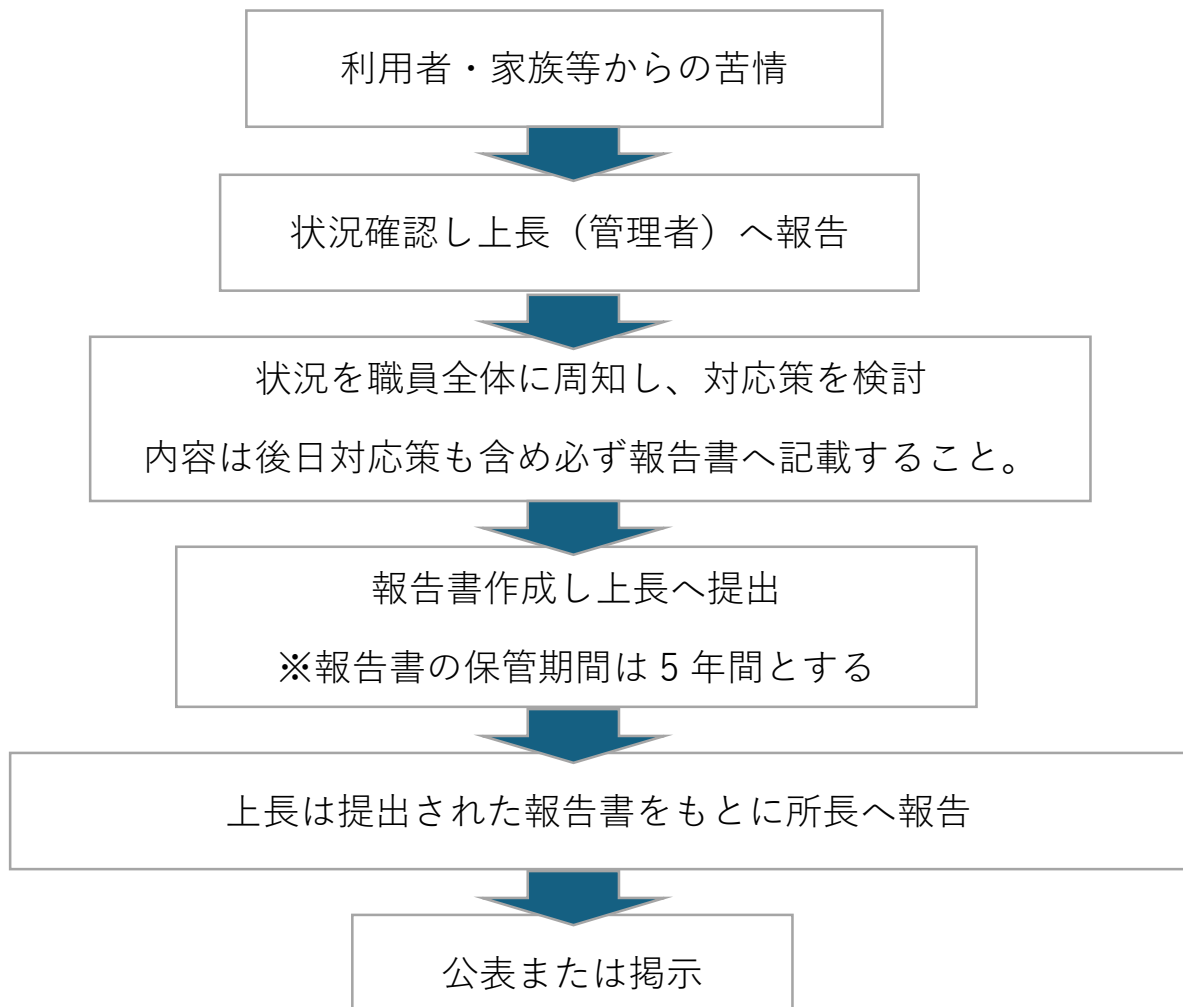 利用者・家族等からの苦情
状況確認し上長（管理者）へ報告
状況を職員全体に周知し、対応策を検討
内容は後日対応策も含め必ず報告書へ記載すること。
報告書作成し上長へ提出
※報告書の保管期間は 5 年間とする
上長は提出された報告書をもとに所長へ報告
公表または掲示